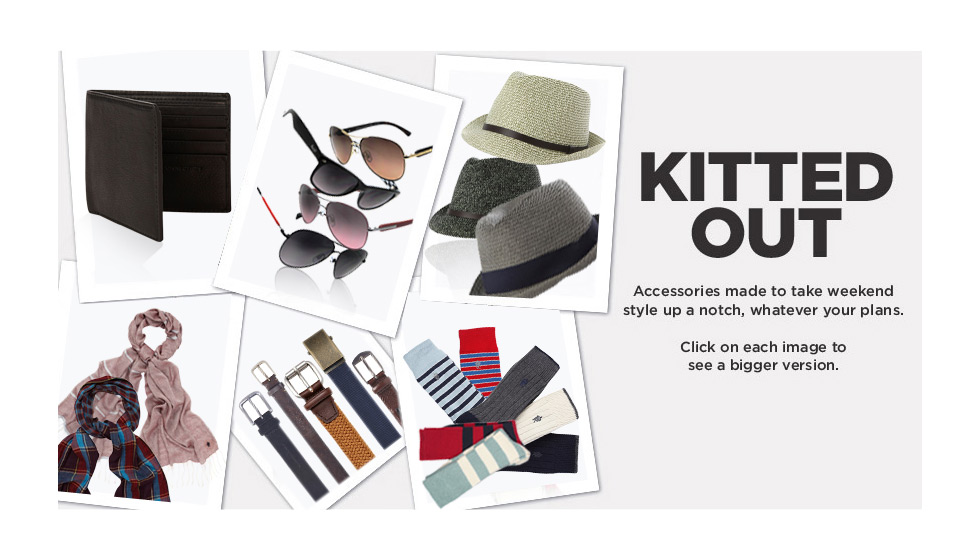 KITTED
OUT
Accessories made to take weekend
style up a notch, whatever your plans.
Click on each image to
see a bigger version.